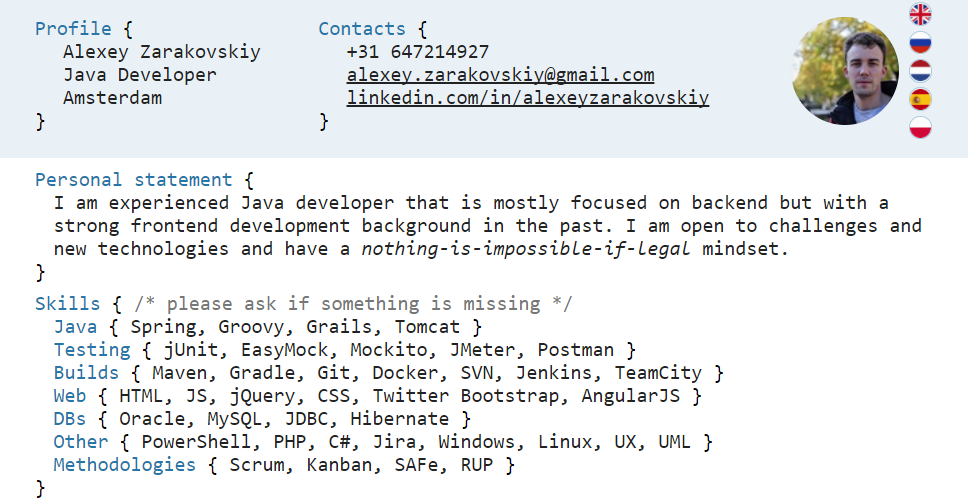 Profile {
Alexey Zarakovskiy
Java Developer
Amsterdam
}
Contacts {
+31 647214927
alexey.zarakovskiy@gmail.com
linkedin.com/in/alexeyzarakovskiy
}
Personal statement {
I am experienced Java developer that is mostly focused on backend but with a
strong frontend development background in the past. I am open to challenges and
new technologies and have a nothing-is-impossible-if-legal mindset.
}
Skills { /* please ask if something is missing */
Java { Spring, Groovy, Grails, Tomcat }
Testing { jUnit, EasyMock, Mockito, JMeter, Postman }
Builds { Maven, Gradle, Git, Docker, SVN, Jenkins, TeamCity }
Web { HTML, JS, jQuery, CSS, Twitter Bootstrap, AngularJS }
DBs { Oracle, MySQL, JDBC, Hibernate }
Other { PowerShell, PHP, C#, Jira, Windows, Linux, UX, UML }
Methodologies { Scrum, Kanban, SAFe, RUP }
}